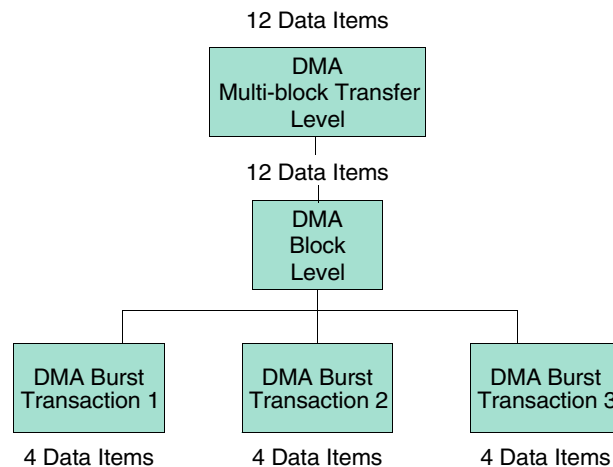 12 Data Items
DMA
Multi-block Transfer
Level
12 Data Items
DMA
Block
Level
DMA Burst
Transaction 1
DMA Burst
Transaction 2
DMA Burst
Transaction 3
4 Data Items
4 Data Items
4 Data Items